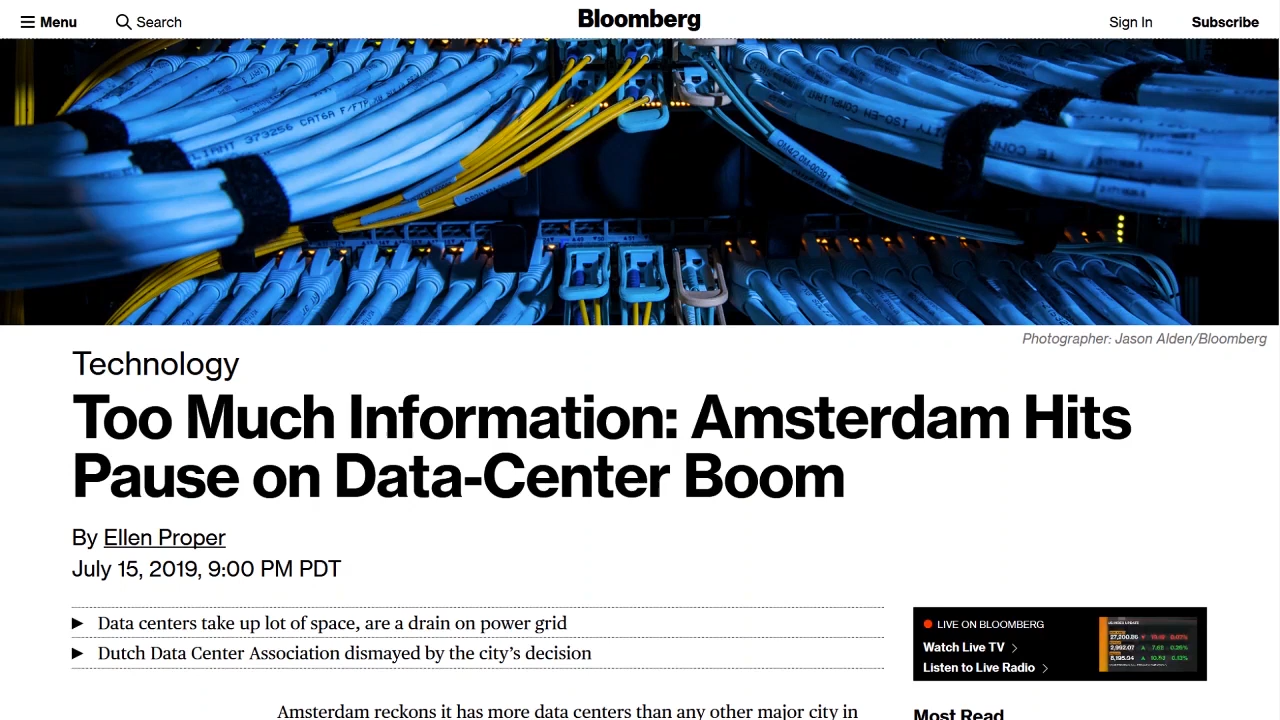 Menu
Search
Bloomberg
Sign In
Subscribe
Photographer: Jason Alden/Bloomberg
Technology
Too Much Information: Amsterdam Hits
Pause on Data-Center Boom
By Ellen Proper
July 15, 2019, 9:00 PM PDT
Data centers take up lot of space, are a drain on power grid
Dutch Data Center Association dismayed by the city's decision
LIVE ON BLOOMBERG
Watch Live TV
Listen to Live Radio
Amsterdam reckons it has more data centers than any other major city in
Most Read